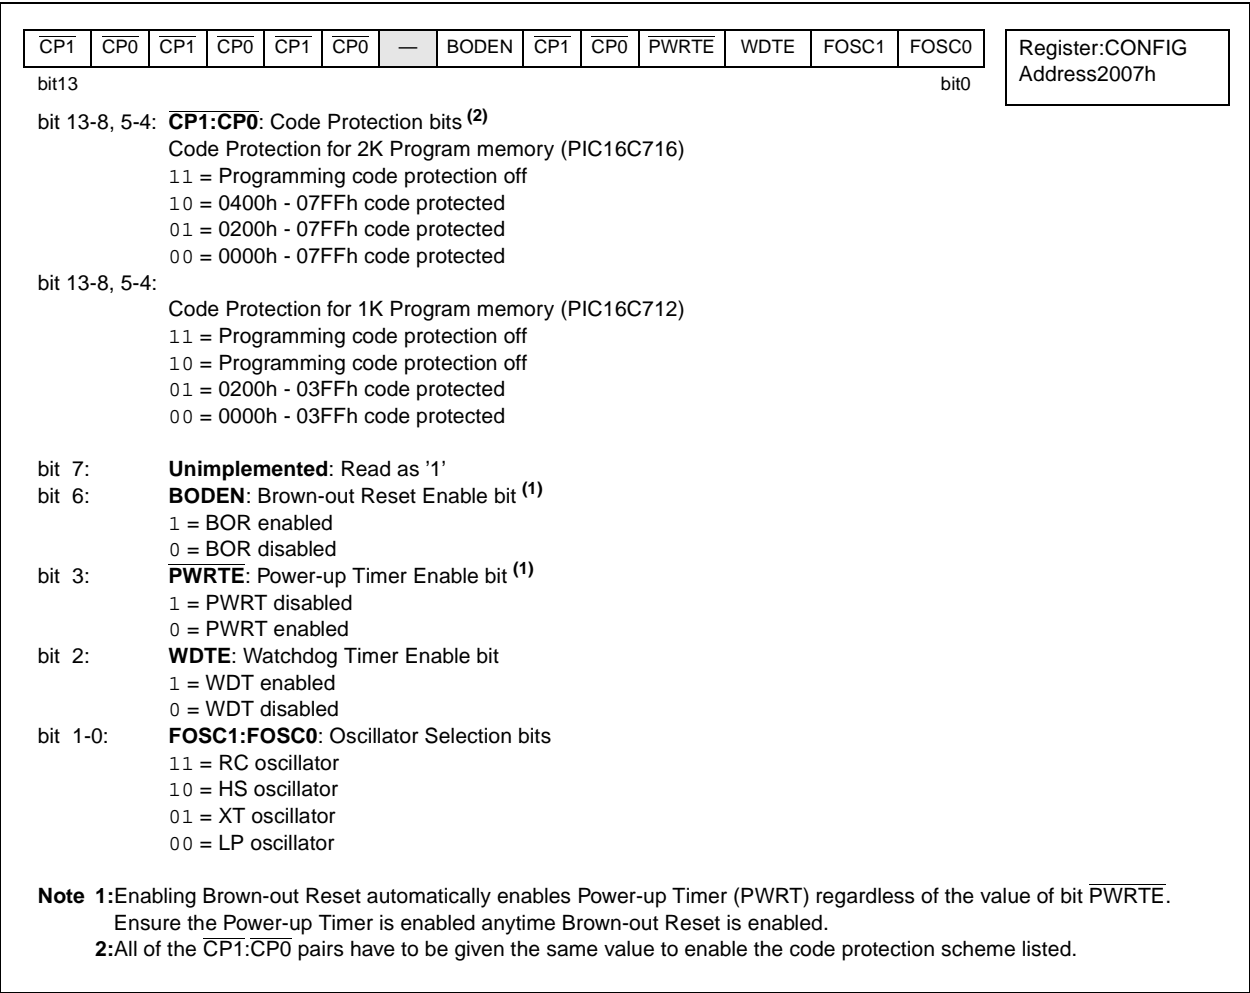 CP1 CP0 CP1 CP0 CP1 CP0 — BODEN CP1 CP0 PWRTE WDTE FOSC1 FOSC0
Register:CONFIG
Address2007h
bit13 bit0
bit 13-8, 5-4: CP1:CP0: Code Protection bits (2)
Code Protection for 2K Program memory (PIC16C716)
11 = Programming code protection off
10 = 0400h - 07FFh code protected
01 = 0200h - 07FFh code protected
00 = 0000h - 07FFh code protected
bit 13-8, 5-4:
Code Protection for 1K Program memory (PIC16C712)
11 = Programming code protection off
10 = Programming code protection off
01 = 0200h - 03FFh code protected
00 = 0000h - 03FFh code protected
bit 7: Unimplemented: Read as '1'
bit 6: BODEN: Brown-out Reset Enable bit (1)
1 = BOR enabled
0 = BOR disabled
bit 3: PWRTE: Power-up Timer Enable bit (1)
1 = PWRT disabled
0 = PWRT enabled
bit 2: WDTE: Watchdog Timer Enable bit
1 = WDT enabled
0 = WDT disabled
bit 1-0: FOSC1:FOSC0: Oscillator Selection bits
11 = RC oscillator
10 = HS oscillator
01 = XT oscillator
00 = LP oscillator
Note 1:Enabling Brown-out Reset automatically enables Power-up Timer (PWRT) regardless of the value of bit PWRTE.
Ensure the Power-up Timer is enabled anytime Brown-out Reset is enabled.
2:All of the CP1:CP0 pairs have to be given the same value to enable the code protection scheme listed.